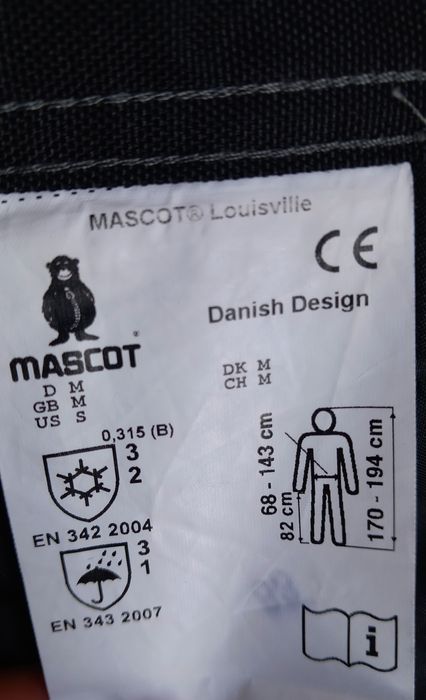 MASCOT® Louisville
CE
Danish Design
MASCOT®
D M
GB M
US S
DK M
CH M
0,315 (B)
3
2
EN 342 2004
3
1
EN 343 2007
68 - 143 cm
82 cm
170 - 194 cm
i